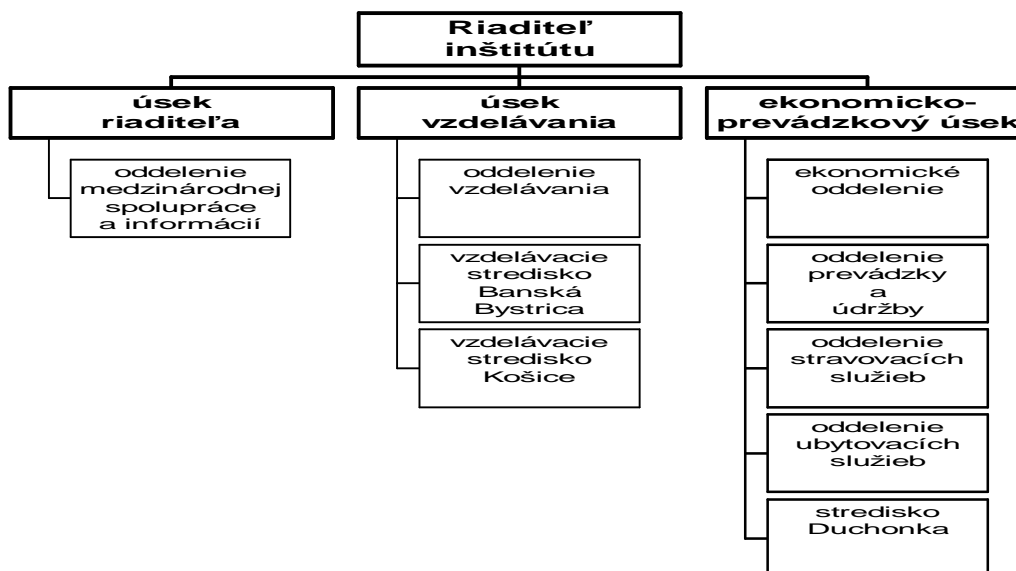 Riaditeľ
inštitútu
úsek
riaditeľa
oddelenie
medzinárodnej
spolupráce
a informácií
úsek
vzdelávania
oddelenie
vzdelávania
vzdelávacie
stredisko
Banská
Bystrica
vzdelávacie
stredisko
Košice
ekonomicko-
prevádzkový úsek
ekonomické
oddelenie
oddelenie
prevádzky
a
údržby
oddelenie
stravovacích
služieb
oddelenie
ubytovacích
služieb
stredisko
Duchonka